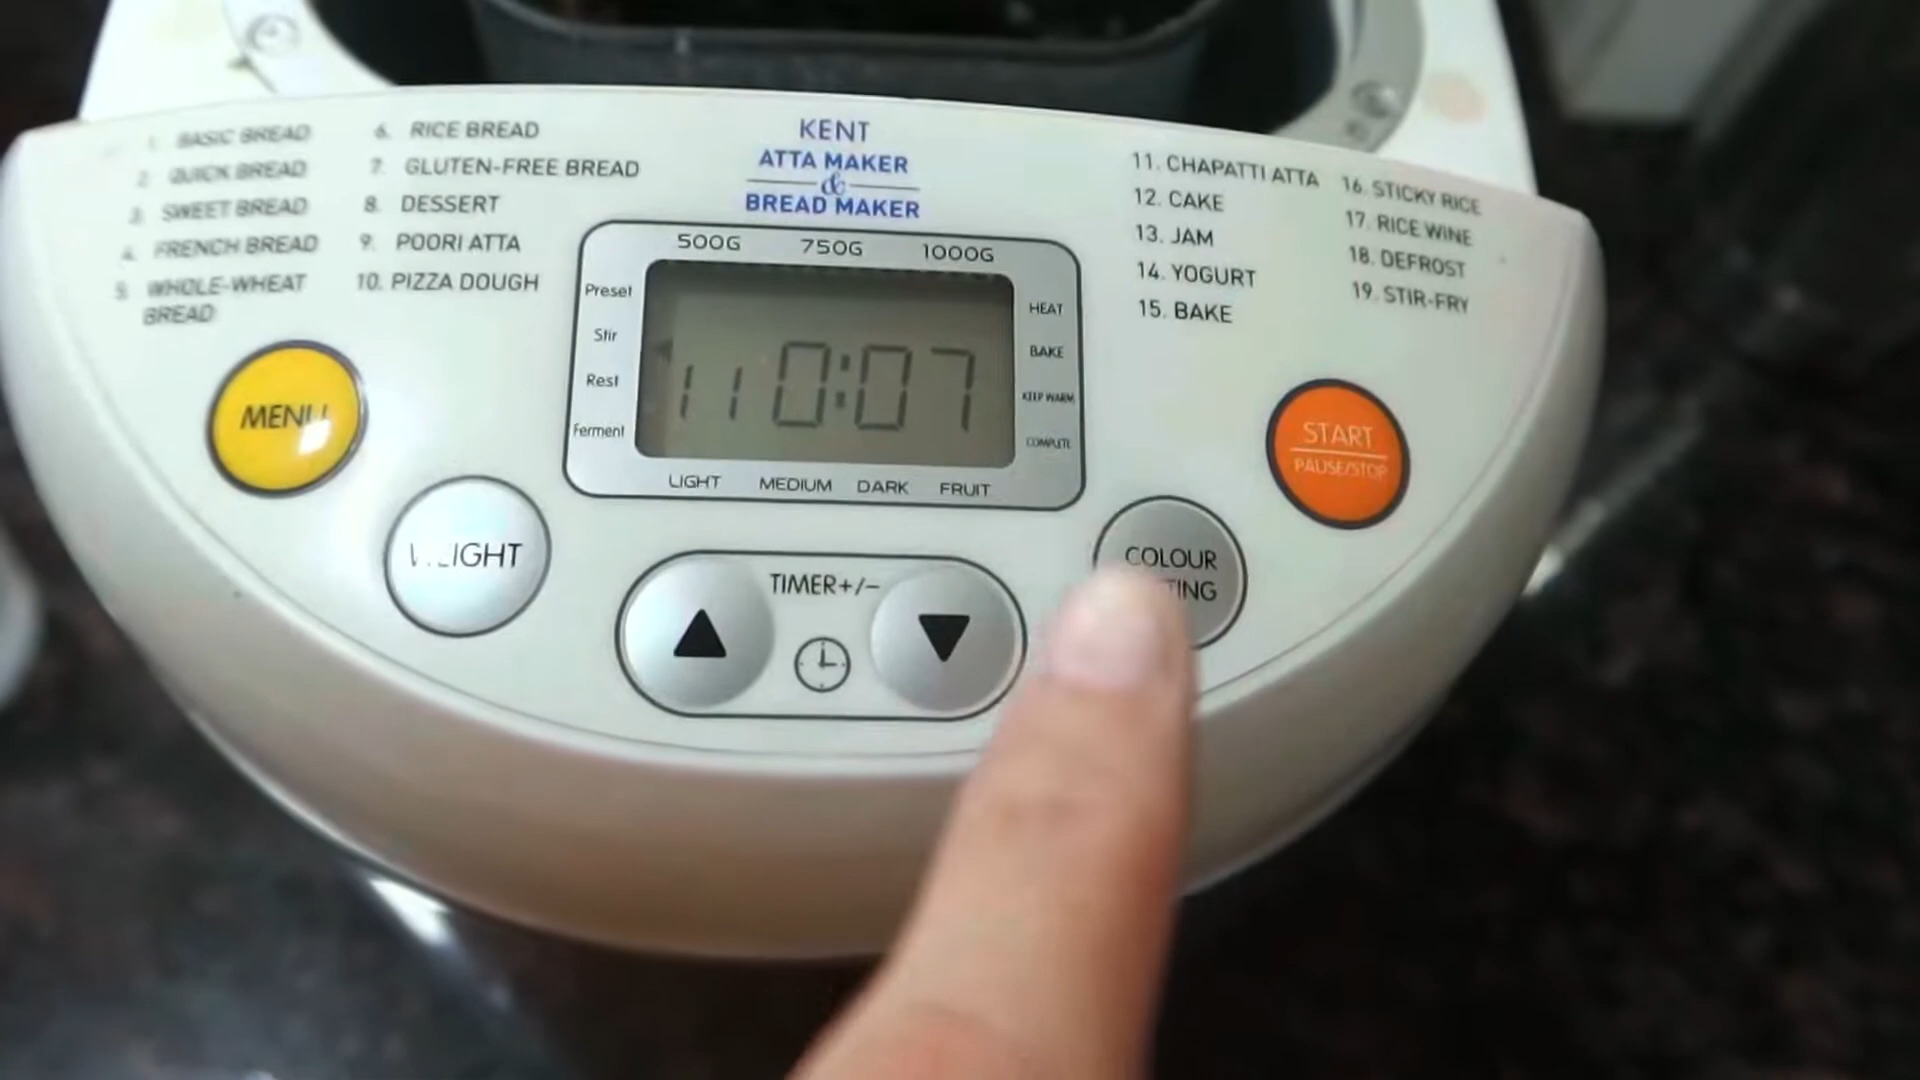 1. BASIC BREAD
2. QUICK BREAD
3. SWEET BREAD
4. FRENCH BREAD
5. WHOLE-WHEAT
BREAD
6. RICE BREAD
7. GLUTEN-FREE BREAD
8. DESSERT
9. POORI ATTA
10. PIZZA DOUGH
KENT
ATTA MAKER
&
BREAD MAKER
500G 750G 1000G
Preset
Stir
Rest
Ferment
11 0:07
HEAT
BAKE
KEEP WARM
COMPLETE
LIGHT MEDIUM DARK FRUIT
11. CHAPATTI ATTA
12. CAKE
13. JAM
14. YOGURT
15. BAKE
16. STICKY RICE
17. RICE WINE
18. DEFROST
19. STIR-FRY
MENU
START
PAUSE/STOP
TIMER+/-
COLOUR